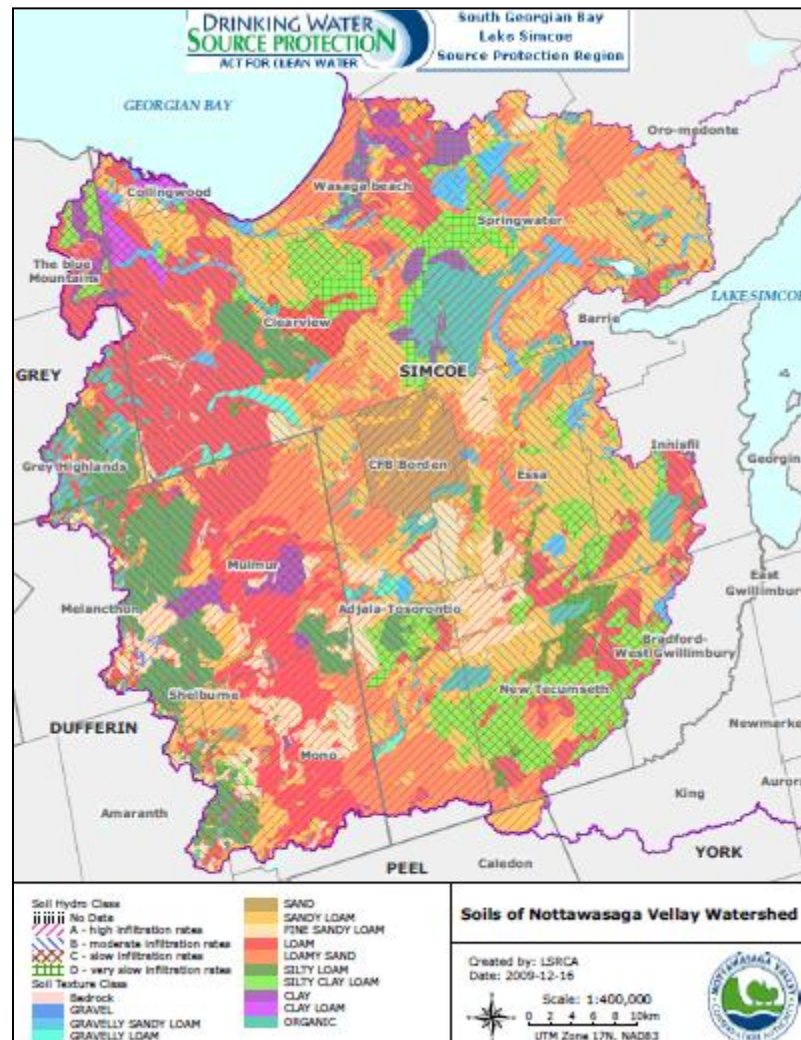 DRINKING WATER
SOURCE PROTECTION
ACT FOR CLEAN WATER
South Georgian Bay
Lake Simcoe
Source Protection Region
GEORGIAN BAY
Oro-medonte
Collingwood
Wasaga beach
Springwater
The blue
Mountains
LAKE SIMCOE
Clearview
Barrie
GREY
SIMCOE
Innisfil
Grey Highlands
CFB Borden
Essa
Georgin
Mulmur
East
Gwillimbury
Melancthon
Adjala-Tosorontio
Bradford-
West Gwillimbury
Shelburne
New Tecumseth
DUFFERIN
Newmarke
Mono
Aurora
Amaranth
King
PEEL
Caledon
YORK
Soil Hydro Class
No Data
A - high infiltration rates
B - moderate infiltration rates
C - slow infiltration rates
D - very slow infiltration rates
Soil Texture Class
Bedrock
GRAVEL
GRAVELLY SANDY LOAM
GRAVELLY LOAM
SAND
SANDY LOAM
FINE SANDY LOAM
LOAM
LOAMY SAND
SILTY LOAM
SILTY CLAY LOAM
CLAY
CLAY LOAM
ORGANIC
Soils of Nottawasaga Vellay Watershed
Created by: LSRCA
Date: 2009-12-16
Scale: 1:400,000
0 2 4 6 8 10km
UTM Zone 17N, NAD83
NOTTAWASAGA VALLEY
CONSERVATION AUTHORITY